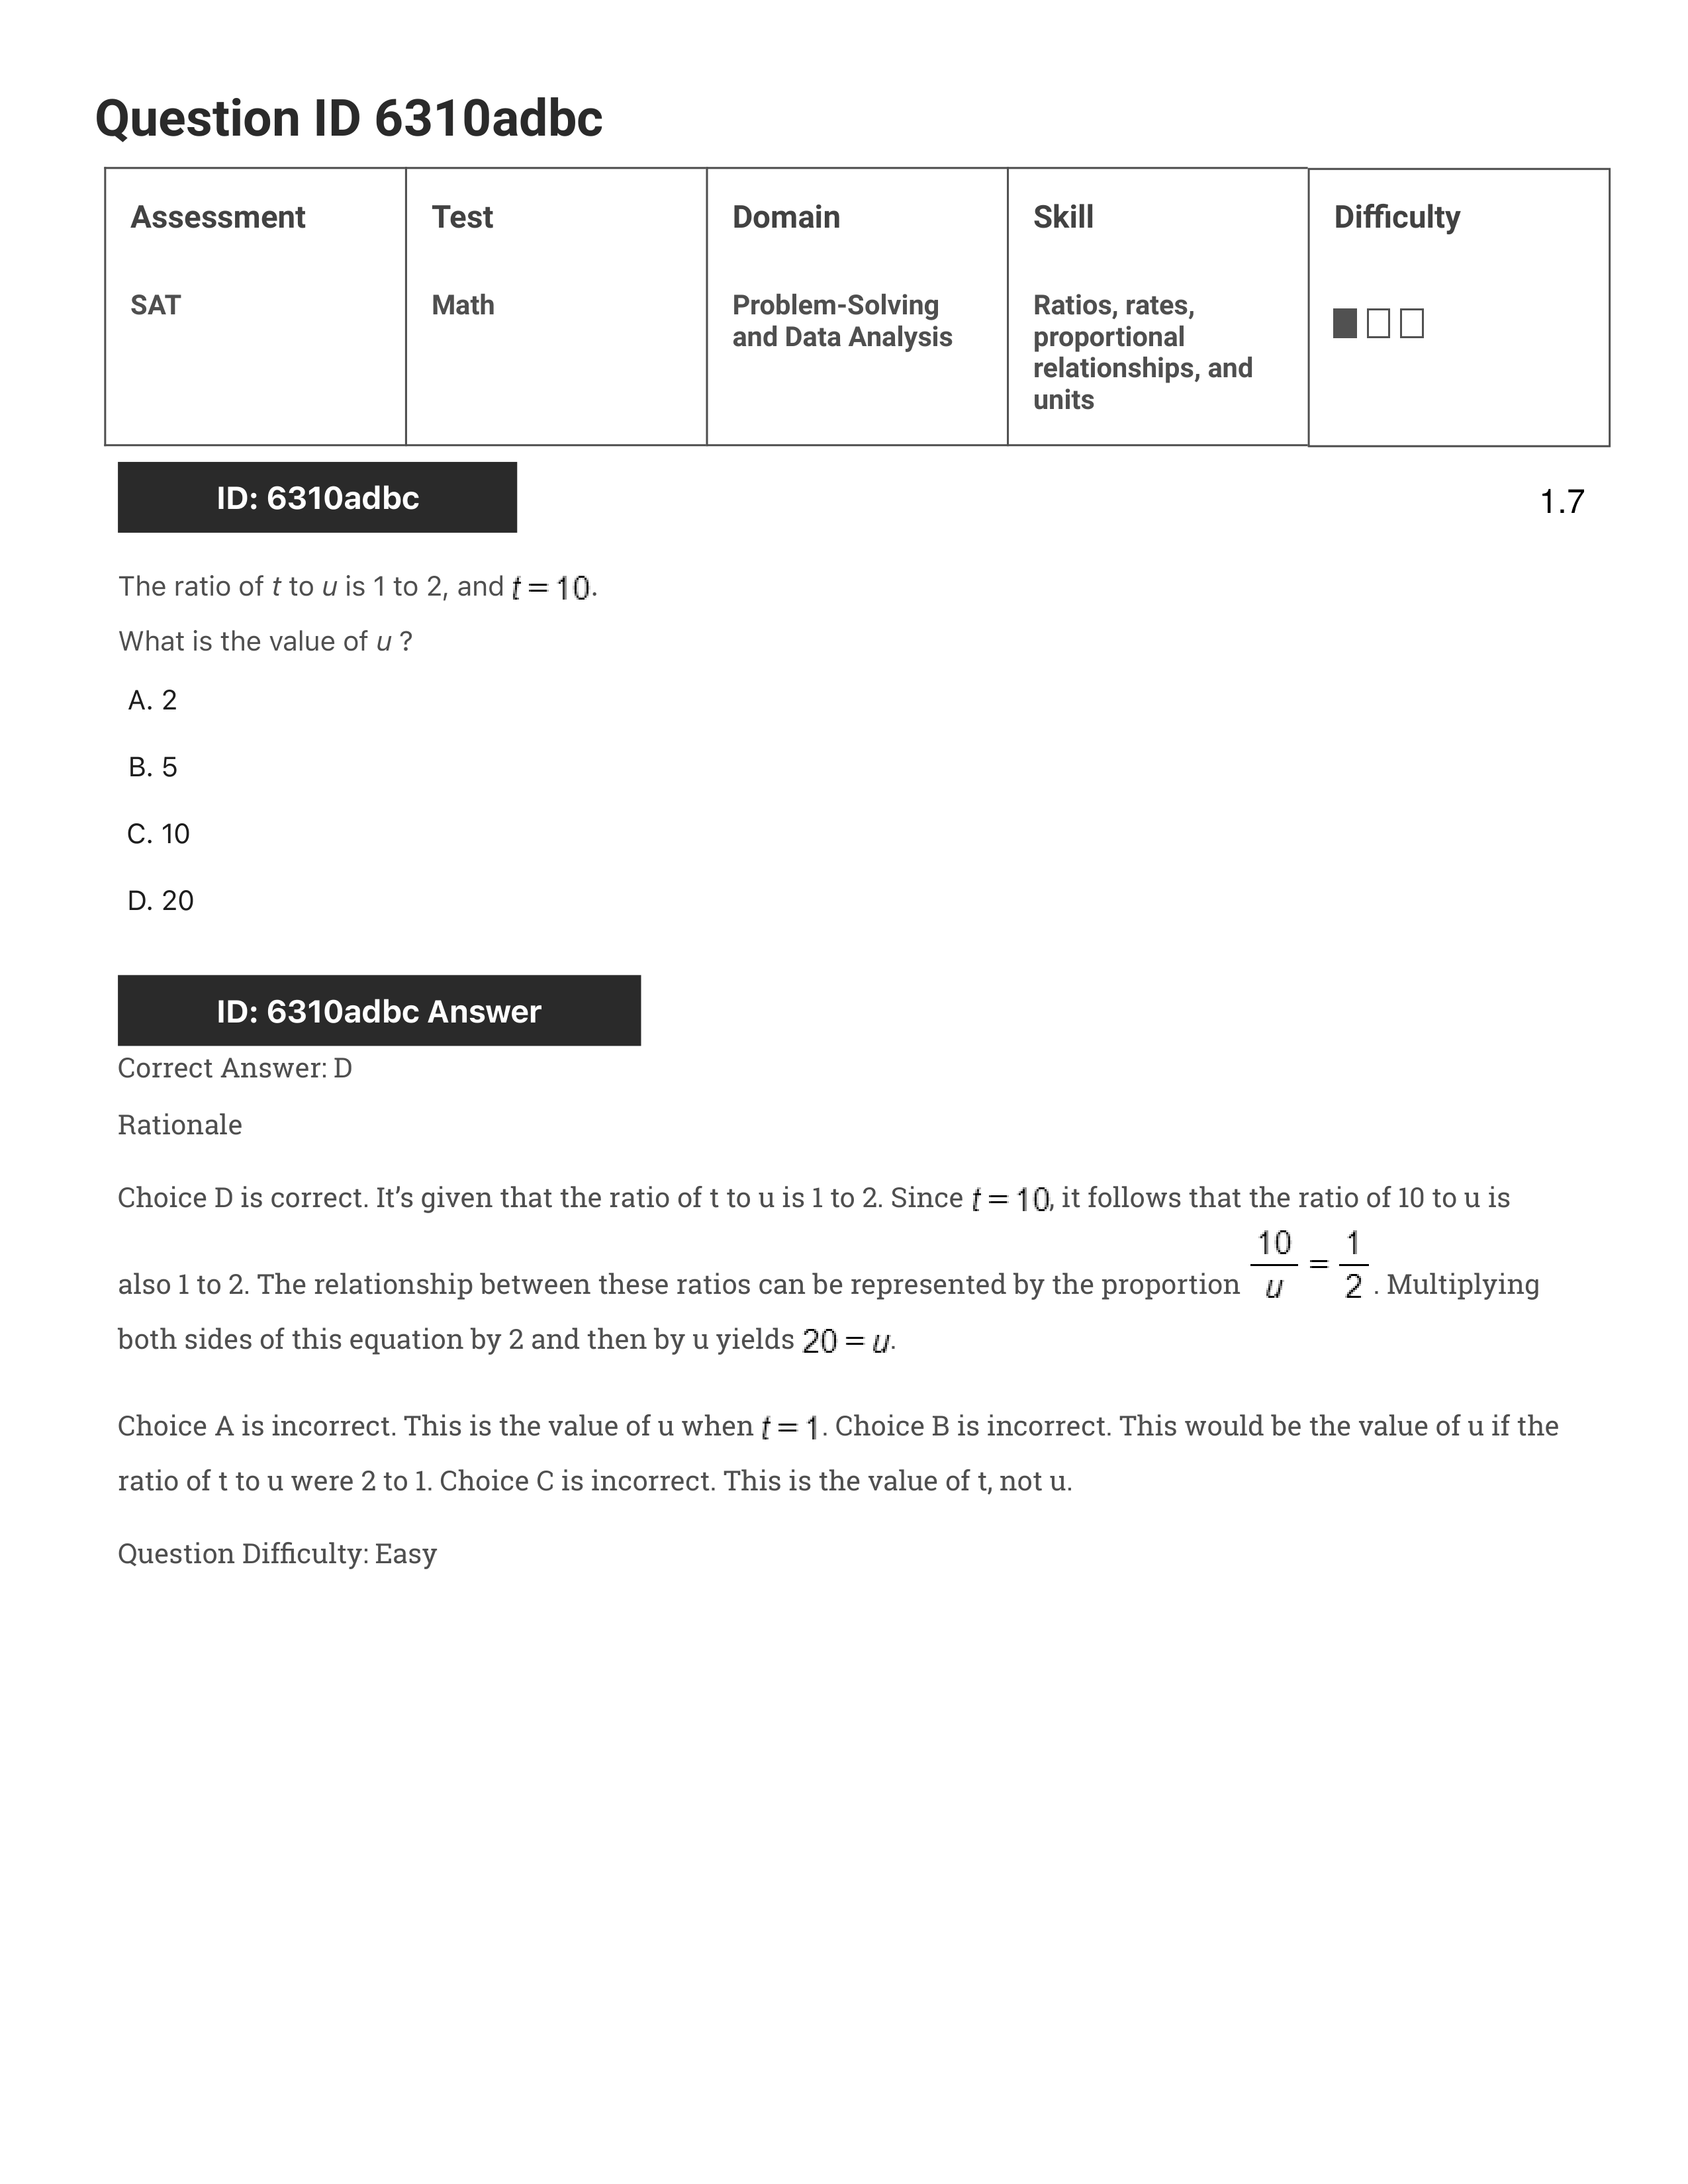 Question ID 6310adbc
Assessment Test Domain Skill Difficulty
SAT Math Problem-Solving and Data Analysis Ratios, rates, proportional relationships, and units
ID: 6310adbc
1.7
The ratio of t to u is 1 to 2, and t = 10.
What is the value of u ?
A. 2
B. 5
C. 10
D. 20
ID: 6310adbc Answer
Correct Answer: D
Rationale
Choice D is correct. It’s given that the ratio of t to u is 1 to 2. Since t = 10, it follows that the ratio of 10 to u is
also 1 to 2. The relationship between these ratios can be represented by the proportion 10/u = 1/2. Multiplying
both sides of this equation by 2 and then by u yields 20 = u.
Choice A is incorrect. This is the value of u when t = 1. Choice B is incorrect. This would be the value of u if the
ratio of t to u were 2 to 1. Choice C is incorrect. This is the value of t, not u.
Question Difficulty: Easy